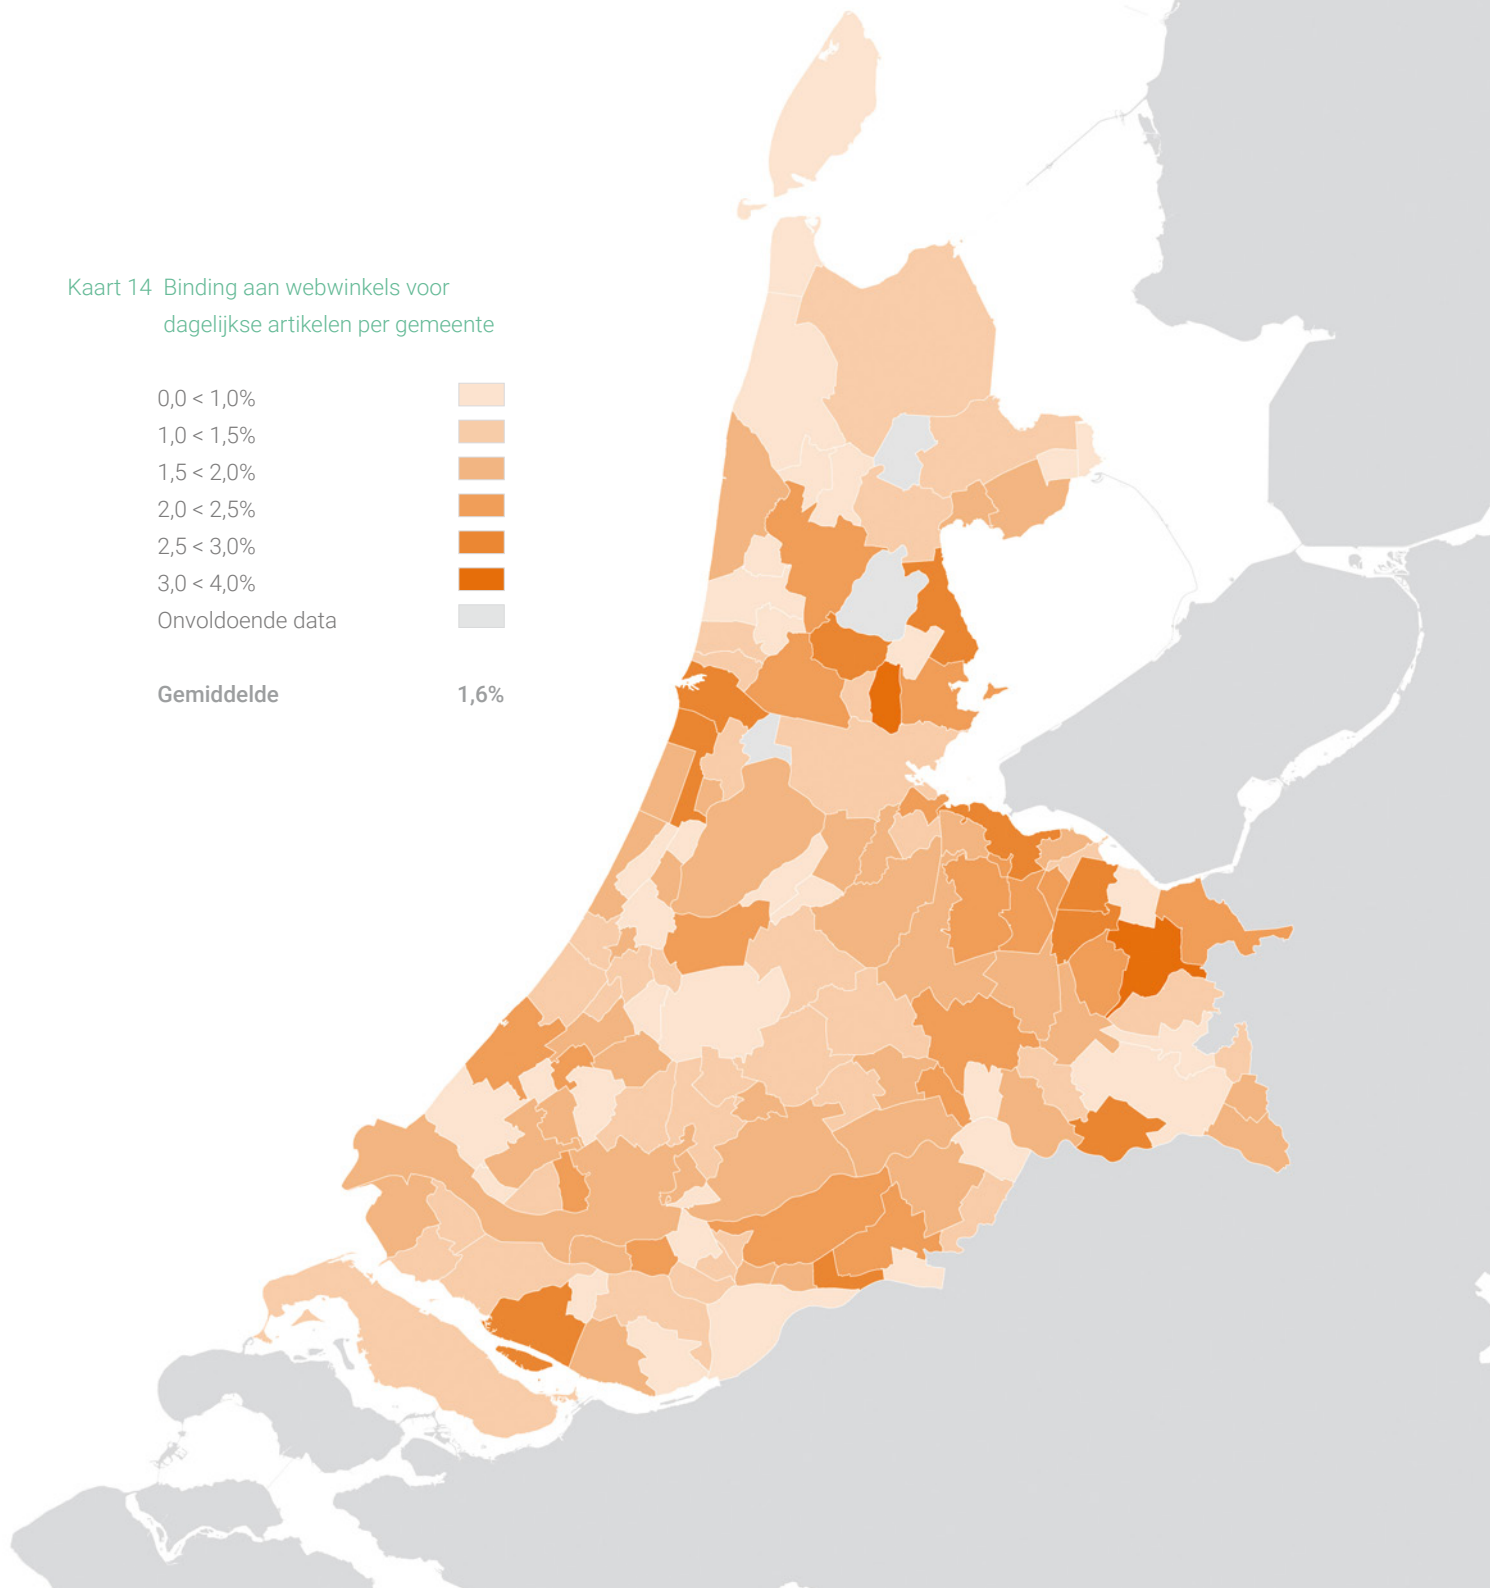 Kaart 14 Binding aan webwinkels voor
dagelijkse artikelen per gemeente
0,0 < 1,0%
1,0 < 1,5%
1,5 < 2,0%
2,0 < 2,5%
2,5 < 3,0%
3,0 < 4,0%
Onvoldoende data
Gemiddelde 1,6%